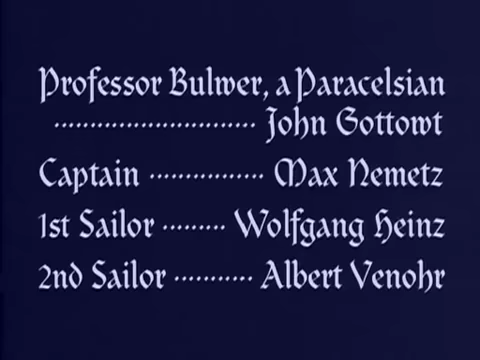 Professor Bulwer, a Paracelsian
........................... John Gottowt
Captain ............... Max Nemetz
1st Sailor ......... Wolfgang Heinz
2nd Sailor ........... Albert Venohr